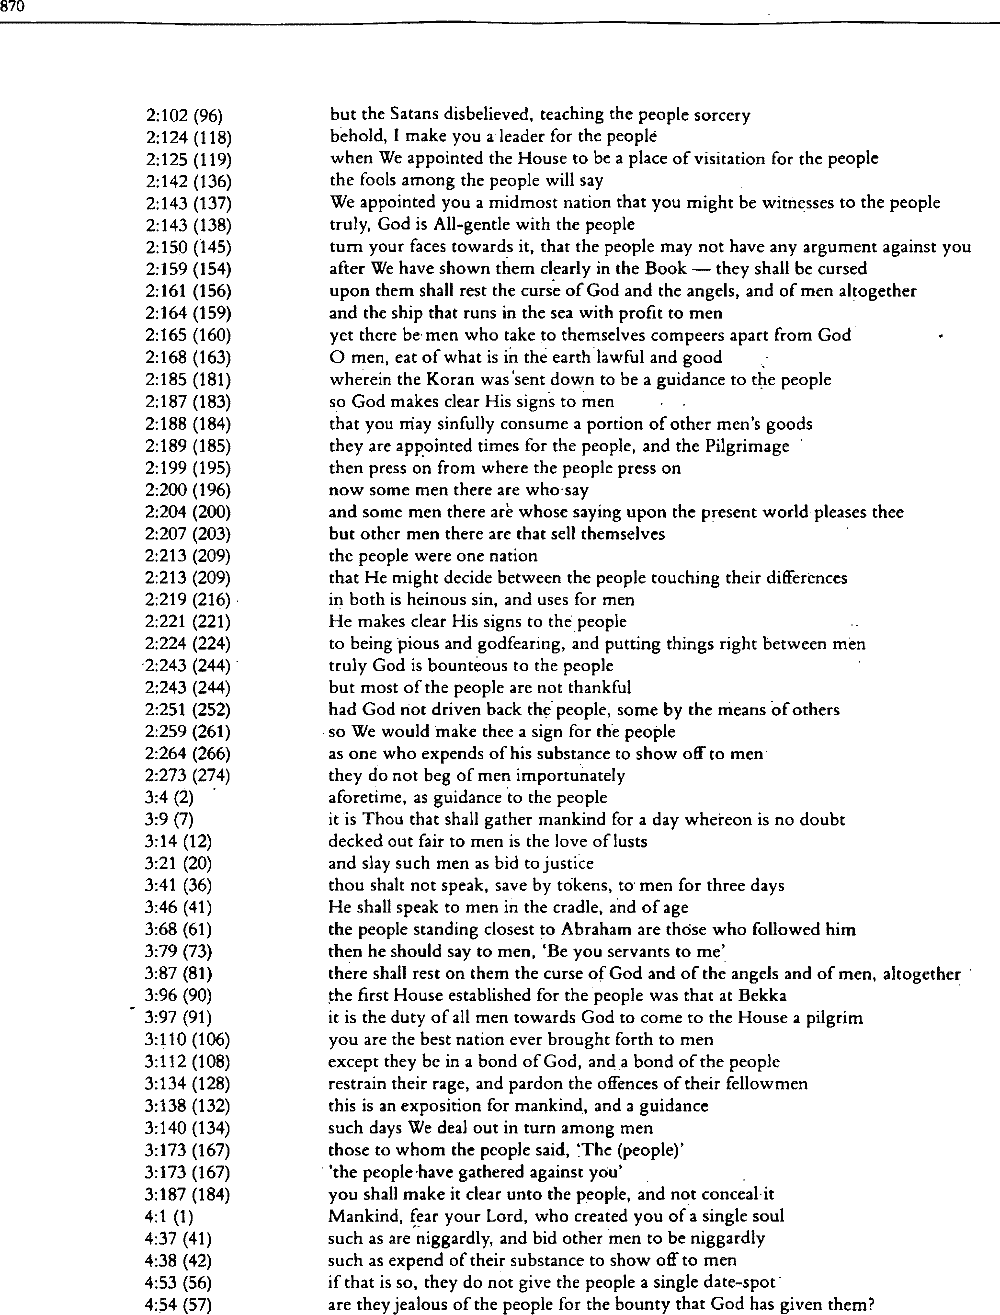 870
2:102 (96) but the Satans disbelieved, teaching the people sorcery
2:124 (118) behold, I make you a leader for the people
2:125 (119) when We appointed the House to be a place of visitation for the people
2:142 (136) the fools among the people will say
2:143 (137) We appointed you a midmost nation that you might be witnesses to the people
2:143 (138) truly, God is All-gentle with the people
2:150 (145) turn your faces towards it, that the people may not have any argument against you
2:159 (154) after We have shown them clearly in the Book — they shall be cursed
2:161 (156) upon them shall rest the curse of God and the angels, and of men altogether
2:164 (159) and the ship that runs in the sea with profit to men
2:165 (160) yet there be men who take to themselves compeers apart from God
2:168 (163) O men, eat of what is in the earth lawful and good
2:185 (181) wherein the Koran was sent down to be a guidance to the people
2:187 (183) so God makes clear His signs to men
2:188 (184) that you may sinfully consume a portion of other men's goods
2:189 (185) they are appointed times for the people, and the Pilgrimage
2:199 (195) then press on from where the people press on
2:200 (196) now some men there are who say
2:204 (200) and some men there are whose saying upon the present world pleases thee
2:207 (203) but other men there are that sell themselves
2:213 (209) the people were one nation
2:213 (209) that He might decide between the people touching their differences
2:219 (216) in both is heinous sin, and uses for men
2:221 (221) He makes clear His signs to the people
2:224 (224) to being pious and godfearing, and putting things right between men
2:243 (244) truly God is bounteous to the people
2:243 (244) but most of the people are not thankful
2:251 (252) had God not driven back the people, some by the means of others
2:259 (261) so We would make thee a sign for the people
2:264 (266) as one who expends of his substance to show off to men
2:273 (274) they do not beg of men importunately
3:4 (2) aforetime, as guidance to the people
3:9 (7) it is Thou that shall gather mankind for a day whereon is no doubt
3:14 (12) decked out fair to men is the love of lusts
3:21 (20) and slay such men as bid to justice
3:41 (36) thou shalt not speak, save by tokens, to men for three days
3:46 (41) He shall speak to men in the cradle, and of age
3:68 (61) the people standing closest to Abraham are those who followed him
3:79 (73) then he should say to men, 'Be you servants to me'
3:87 (81) there shall rest on them the curse of God and of the angels and of men, altogether
3:96 (90) the first House established for the people was that at Bekka
3:97 (91) it is the duty of all men towards God to come to the House a pilgrim
3:110 (106) you are the best nation ever brought forth to men
3:112 (108) except they be in a bond of God, and a bond of the people
3:134 (128) restrain their rage, and pardon the offences of their fellowmen
3:138 (132) this is an exposition for mankind, and a guidance
3:140 (134) such days We deal out in turn among men
3:173 (167) those to whom the people said, 'The (people)'
3:173 (167) 'the people have gathered against you'
3:187 (184) you shall make it clear unto the people, and not conceal it
4:1 (1) Mankind, fear your Lord, who created you of a single soul
4:37 (41) such as are niggardly, and bid other men to be niggardly
4:38 (42) such as expend of their substance to show off to men
4:53 (56) if that is so, they do not give the people a single date-spot
4:54 (57) are they jealous of the people for the bounty that God has given them?